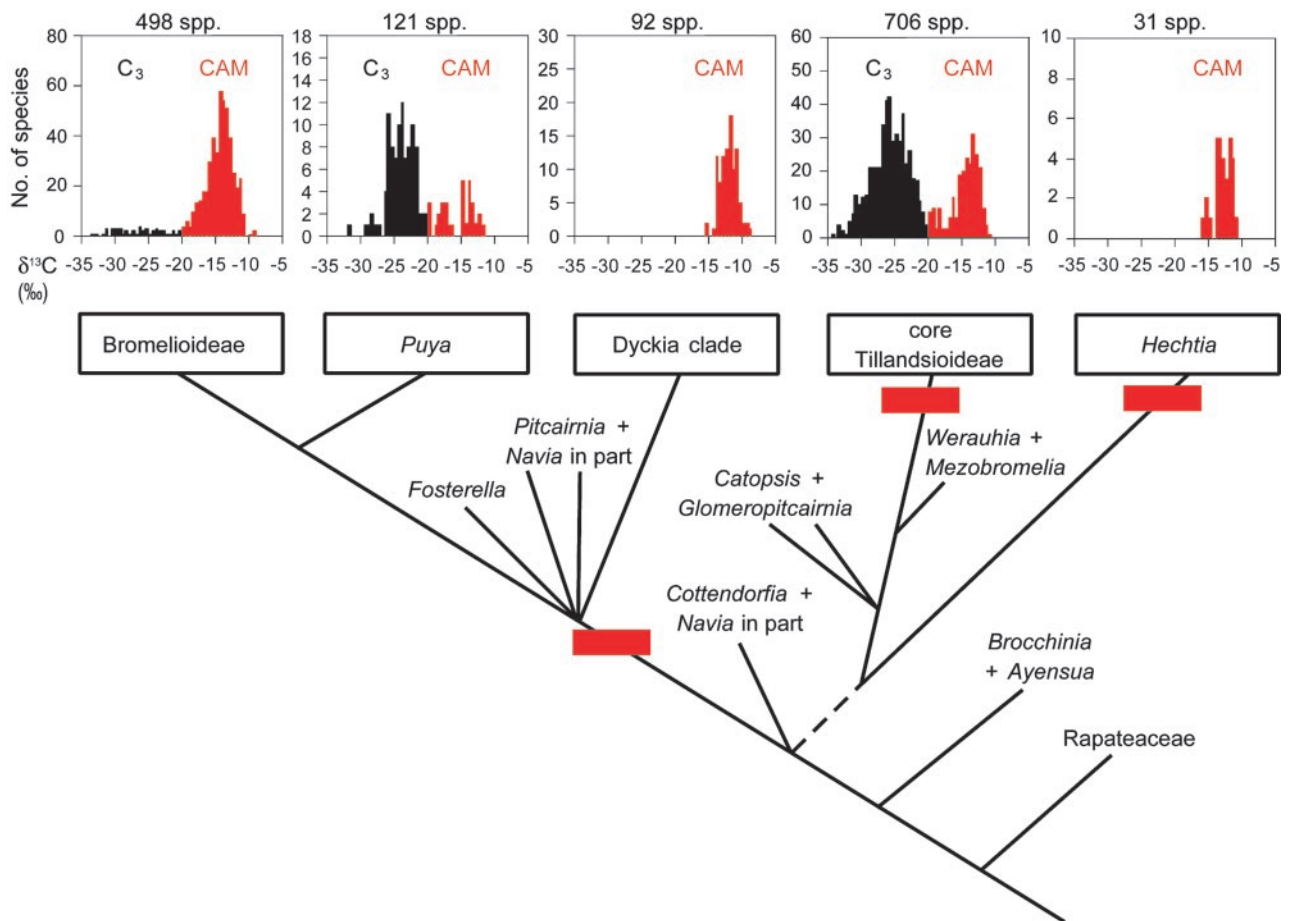 498 spp.
121 spp.
92 spp.
706 spp.
31 spp.
No. of species
80
60
40
20
0
C₃
CAM
18
16
14
12
10
8
6
4
2
0
C₃
CAM
30
25
20
15
10
5
0
CAM
60
50
40
30
20
10
0
C₃
CAM
10
8
6
4
2
0
CAM
δ¹³C
(‰)
-35 -30 -25 -20 -15 -10 -5
-35 -30 -25 -20 -15 -10 -5
-35 -30 -25 -20 -15 -10 -5
-35 -30 -25 -20 -15 -10 -5
-35 -30 -25 -20 -15 -10 -5
Bromelioideae
Puya
Dyckia clade
core
Tillandsioideae
Hechtia
Fosterella
Pitcairnia +
Navia in part
Catopsis +
Glomeropitcairnia
Werauhia +
Mezobromelia
Cottendorfia +
Navia in part
Brocchinia
+ Ayensua
Rapateaceae